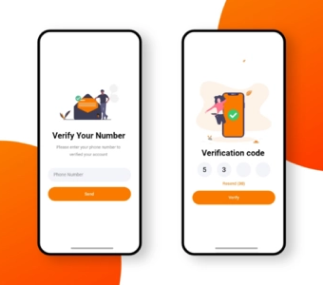 Verify Your Number
Please enter your phone number to
verified your account
Phone Number
Send
Verification code
5 3
Resend
Verify